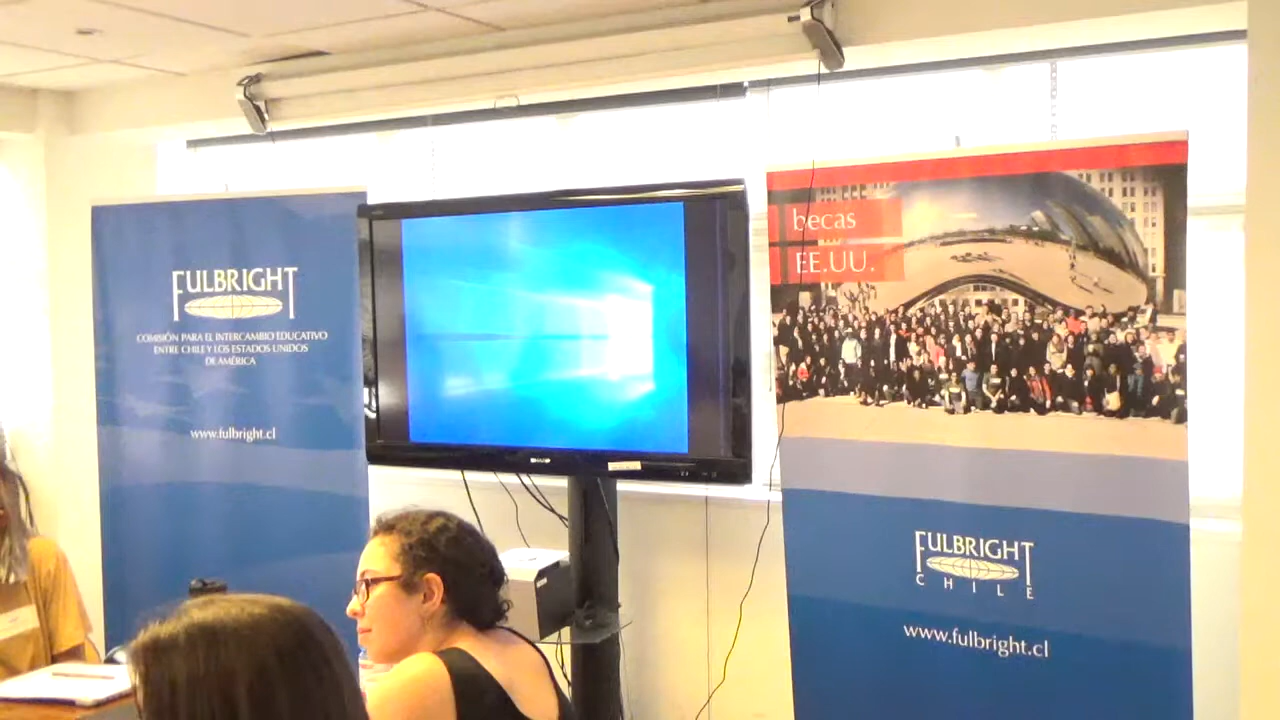 FULBRIGHT
COMISIÓN PARA EL INTERCAMBIO EDUCATIVO
ENTRE CHILE Y LOS ESTADOS UNIDOS
DE AMÉRICA
www.fulbright.cl
SHARP
becas
EE.UU.
FULBRIGHT
CHILE
www.fulbright.cl